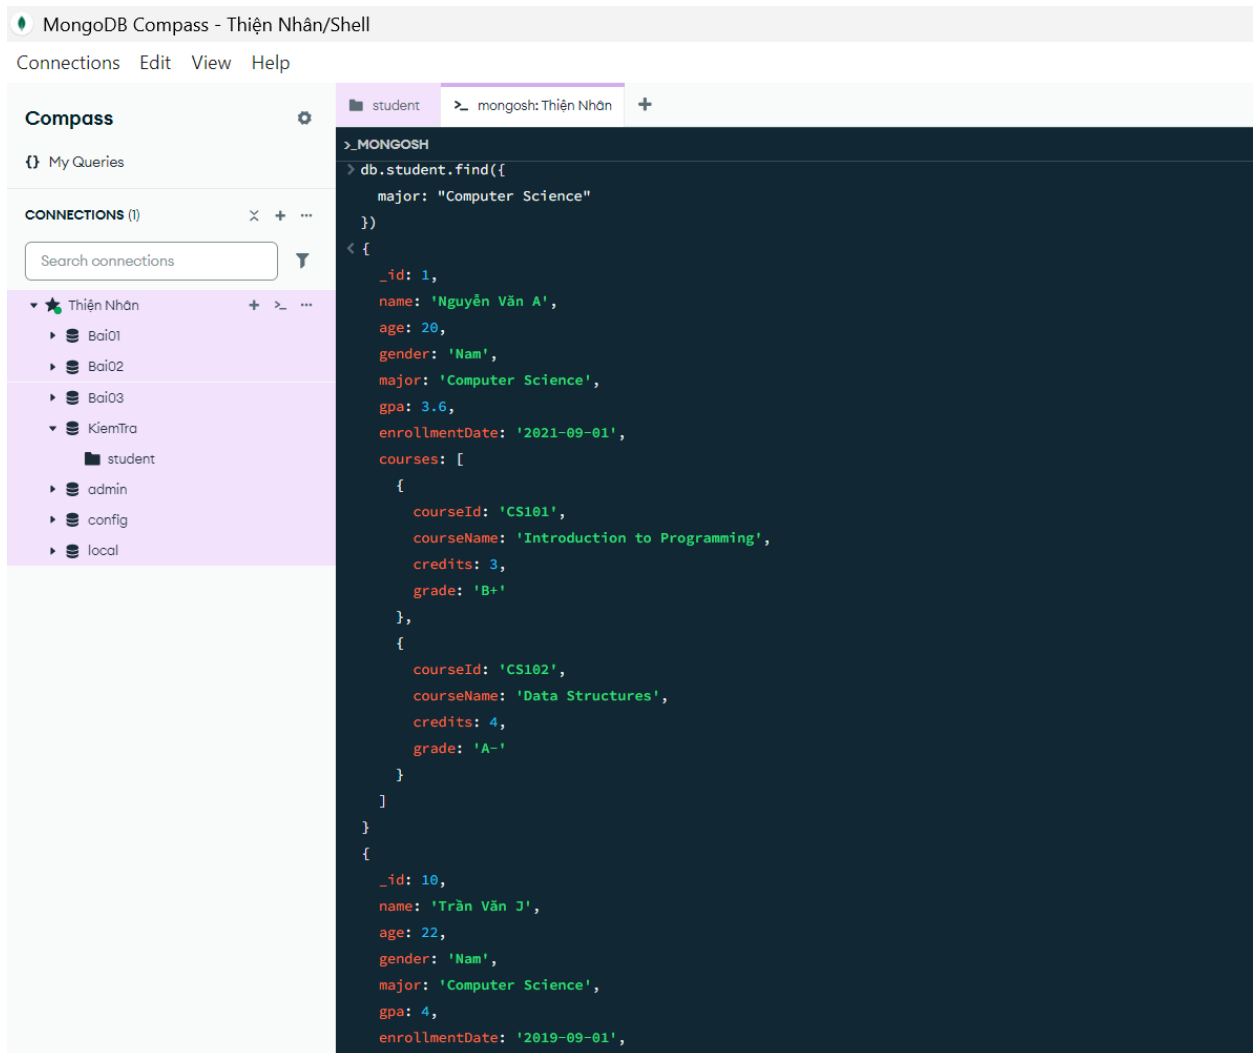 MongoDB Compass - Thiện Nhân/Shell
Connections Edit View Help
Compass
{} My Queries
CONNECTIONS (1)
Search connections
Thiện Nhân
Bai01
Bai02
Bai03
KiemTra
student
admin
config
local
student
>_ mongosh: Thiện Nhân
>_MONGOSH
> db.student.find({
major: "Computer Science"
})
< {
_id: 1,
name: 'Nguyễn Văn A',
age: 20,
gender: 'Nam',
major: 'Computer Science',
gpa: 3.6,
enrollmentDate: '2021-09-01',
courses: [
{
courseId: 'CS101',
courseName: 'Introduction to Programming',
credits: 3,
grade: 'B+'
},
{
courseId: 'CS102',
courseName: 'Data Structures',
credits: 4,
grade: 'A-'
}
]
}
{
_id: 10,
name: 'Trần Văn J',
age: 22,
gender: 'Nam',
major: 'Computer Science',
gpa: 4,
enrollmentDate: '2019-09-01',